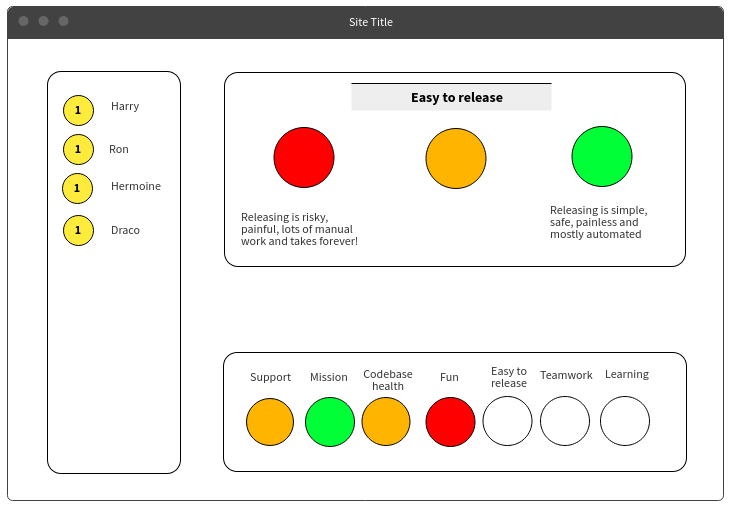 Site Title
1 Harry
1 Ron
1 Hermoine
1 Draco
Easy to release
Releasing is risky,
painful, lots of manual
work and takes forever!
Releasing is simple,
safe, painless and
mostly automated
Support
Mission
Codebase
health
Fun
Easy to
release
Teamwork
Learning